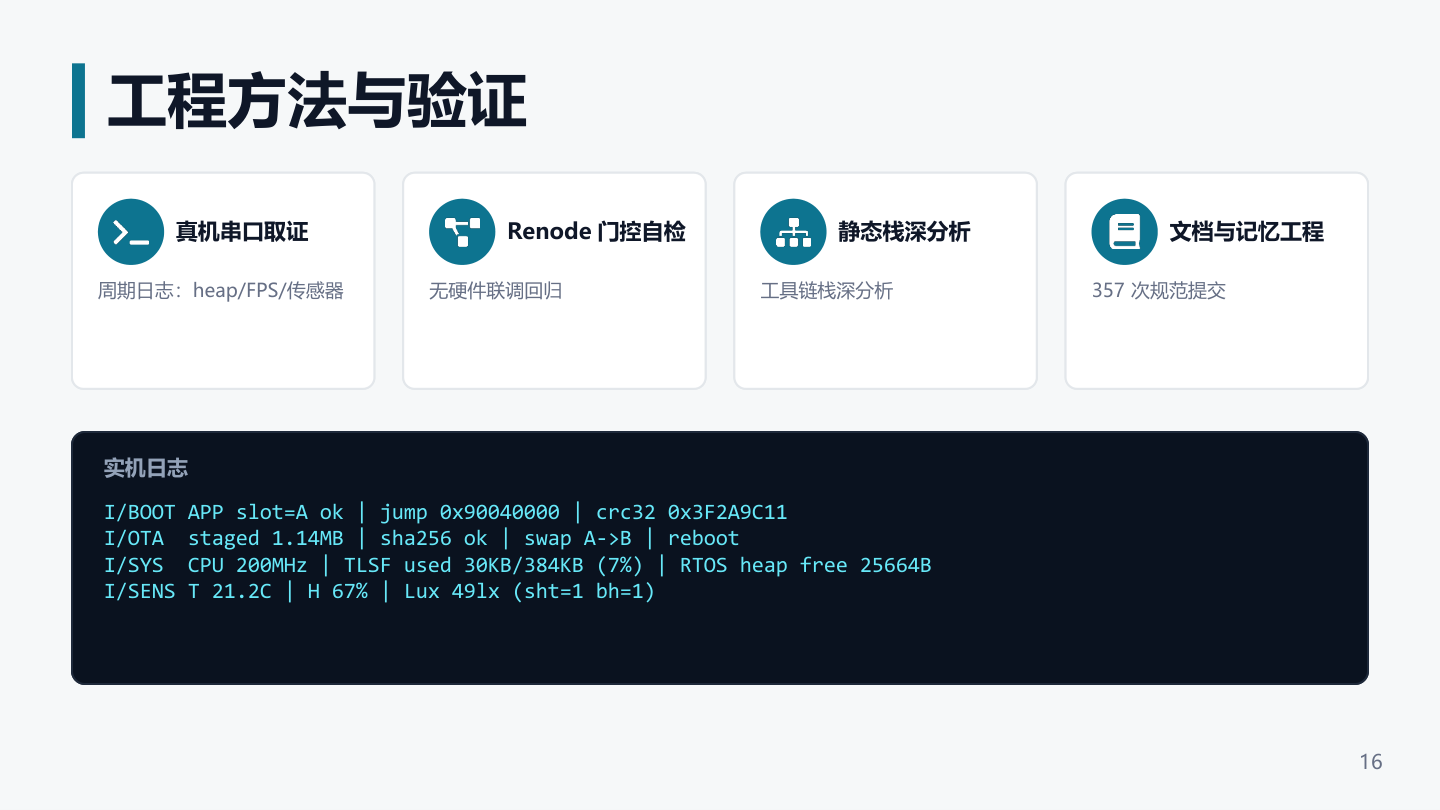 工程方法与验证
真机串口取证
周期日志：heap/FPS/传感器
Renode 门控自检
无硬件联调回归
静态栈深分析
工具链栈深分析
文档与记忆工程
357 次规范提交
实机日志
I/BOOT APP slot=A ok | jump 0x90040000 | crc32 0x3F2A9C11
I/OTA  staged 1.14MB | sha256 ok | swap A->B | reboot
I/SYS  CPU 200MHz | TLSF used 30KB/384KB (7%) | RTOS heap free 25664B
I/SENS T 21.2C | H 67% | Lux 49lx (sht=1 bh=1)
16